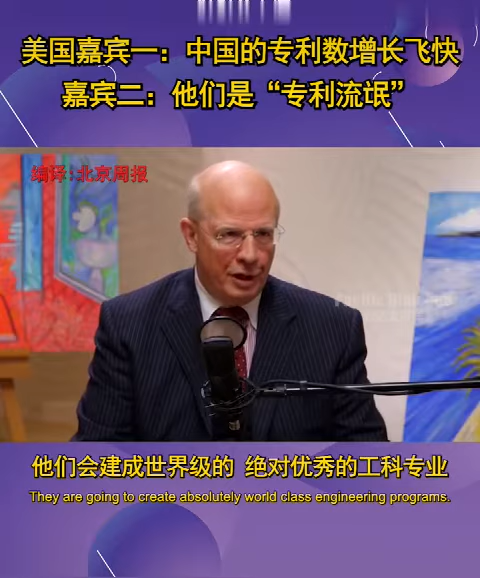 美国嘉宾一：中国的专利数增长飞快
嘉宾二：他们是“专利流氓”
编译:北京周报
他们会建成世界级的 绝对优秀的工科专业
They are going to create absolutely world class engineering programs.